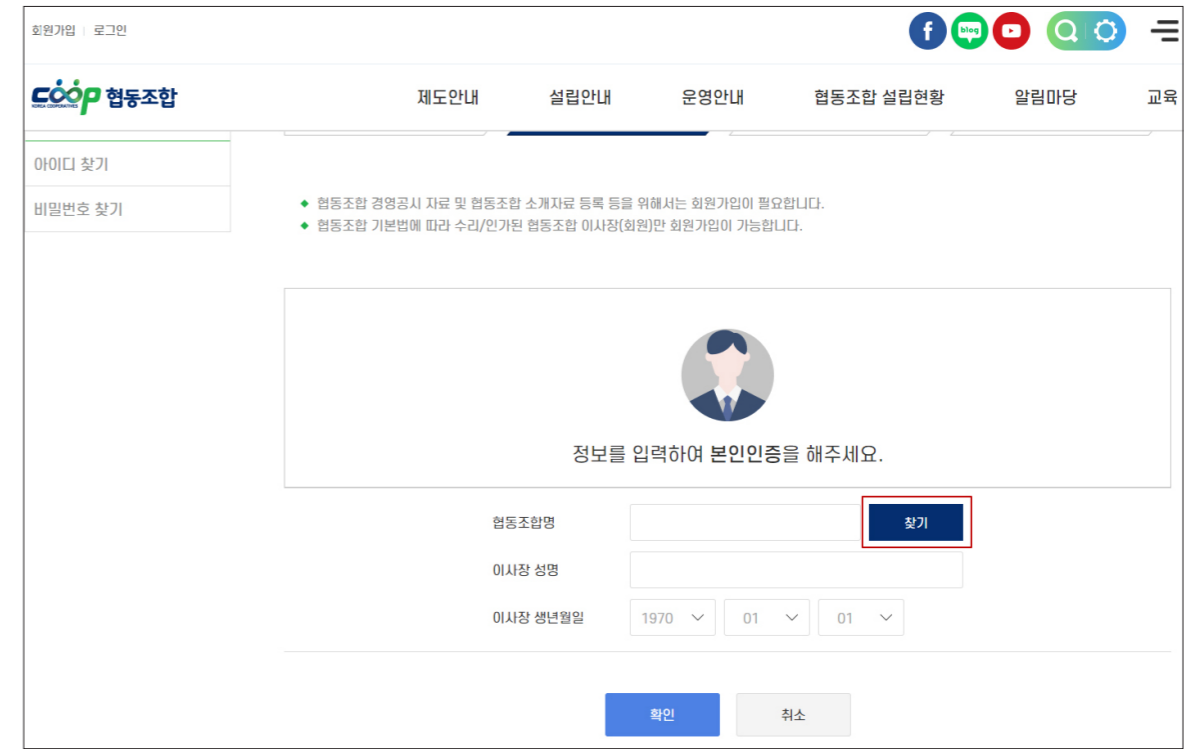 회원가입 로그인
f blog
COOP 협동조합
KOREA COOPERATIVES
제도안내 설립안내 운영안내 협동조합 설립현황 알림마당 교육
아이디 찾기
비밀번호 찾기
◆ 협동조합 경영공시 자료 및 협동조합 소개자료 등록 등을 위해서는 회원가입이 필요합니다.
◆ 협동조합 기본법에 따라 수리/인가된 협동조합 이사장(회원)만 회원가입이 가능합니다.
정보를 입력하여 본인인증을 해주세요.
협동조합명 찾기
이사장 성명
이사장 생년월일 1970 01 01
확인 취소